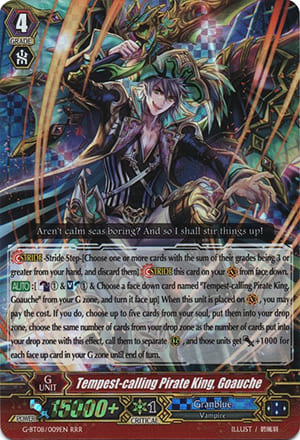 4
GRADE
Aren't calm seas boring? And so I shall stir things up!
STRIDE -Stride Step-[Choose one or more cards with the sum of their grades being 3 or
greater from your hand, and discard them] STRIDE this card on your from face down.
AUTO: [ & Choose a face down card named "Tempest-calling Pirate King,
Goauche" from your G zone, and turn it face up] When this unit is placed on , you may
pay the cost. If you do, choose up to five cards from your soul, put them into your drop
zone, choose the same number of cards from your drop zone as the number of cards put into
your drop zone with this effect, call them to separate , and those units get +1000 for
each face up card in your G zone until end of turn.
G
UNIT
Tempest-calling Pirate King, Goauche
G-BT08/009EN RRR
POWER
15000+
1
CRITICAL
Granblue
Vampire
ILLUST /